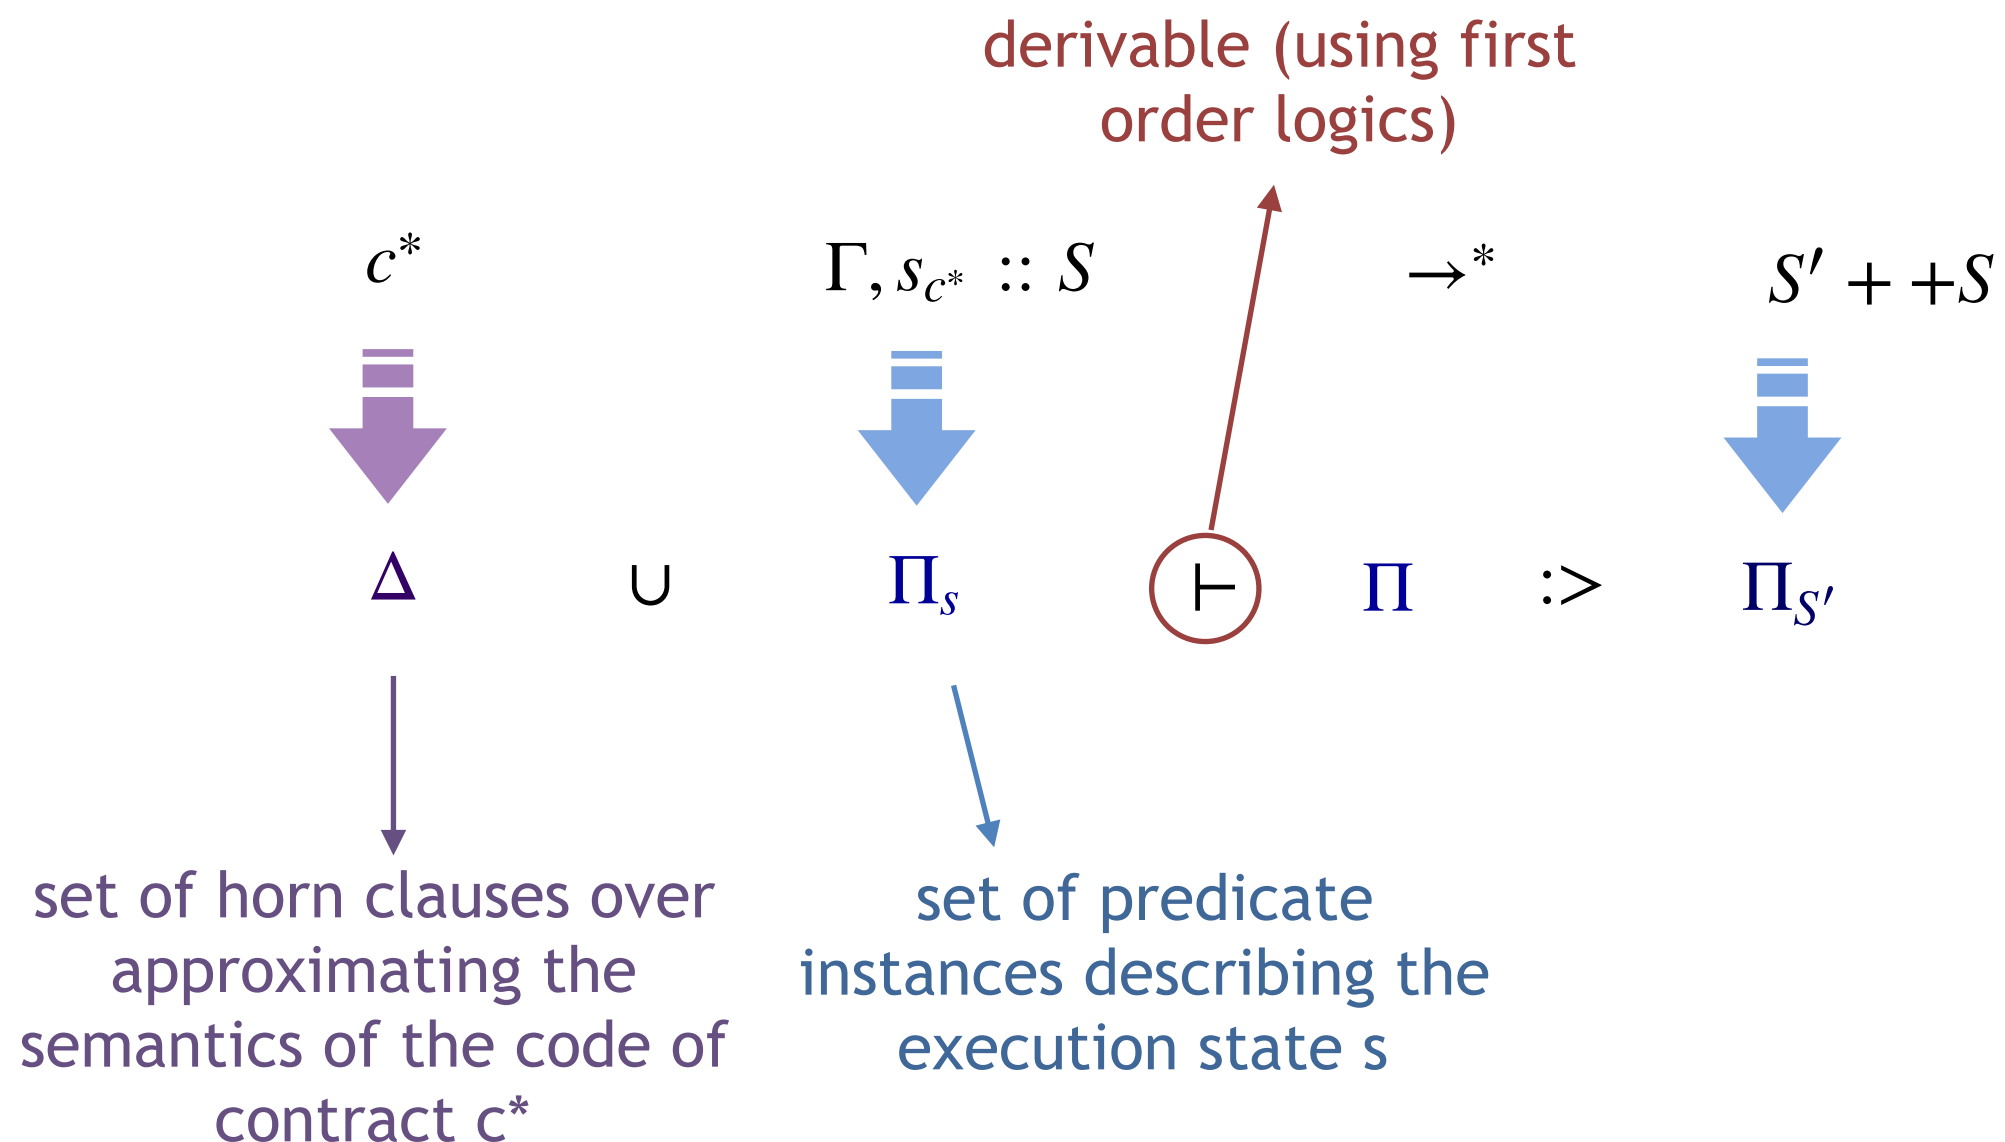 derivable (using first
order logics)
c* Γ, s_{c*} :: S →* S′ + +S
Δ ∪ Π_s ⊢ Π :> Π_{S′}
set of horn clauses over
approximating the
semantics of the code of
contract c*
set of predicate
instances describing the
execution state s